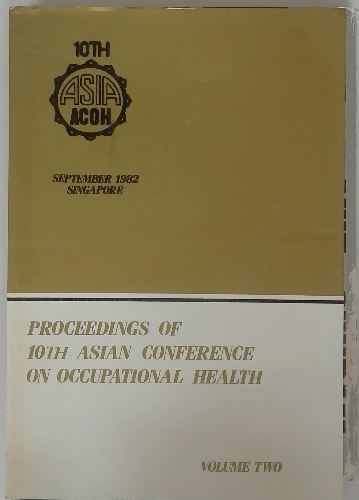 10TH
ASIA
ACOH
SEPTEMBER 1982
SINGAPORE
PROCEEDINGS OF
10TH ASIAN CONFERENCE
ON OCCUPATIONAL HEALTH
VOLUME TWO